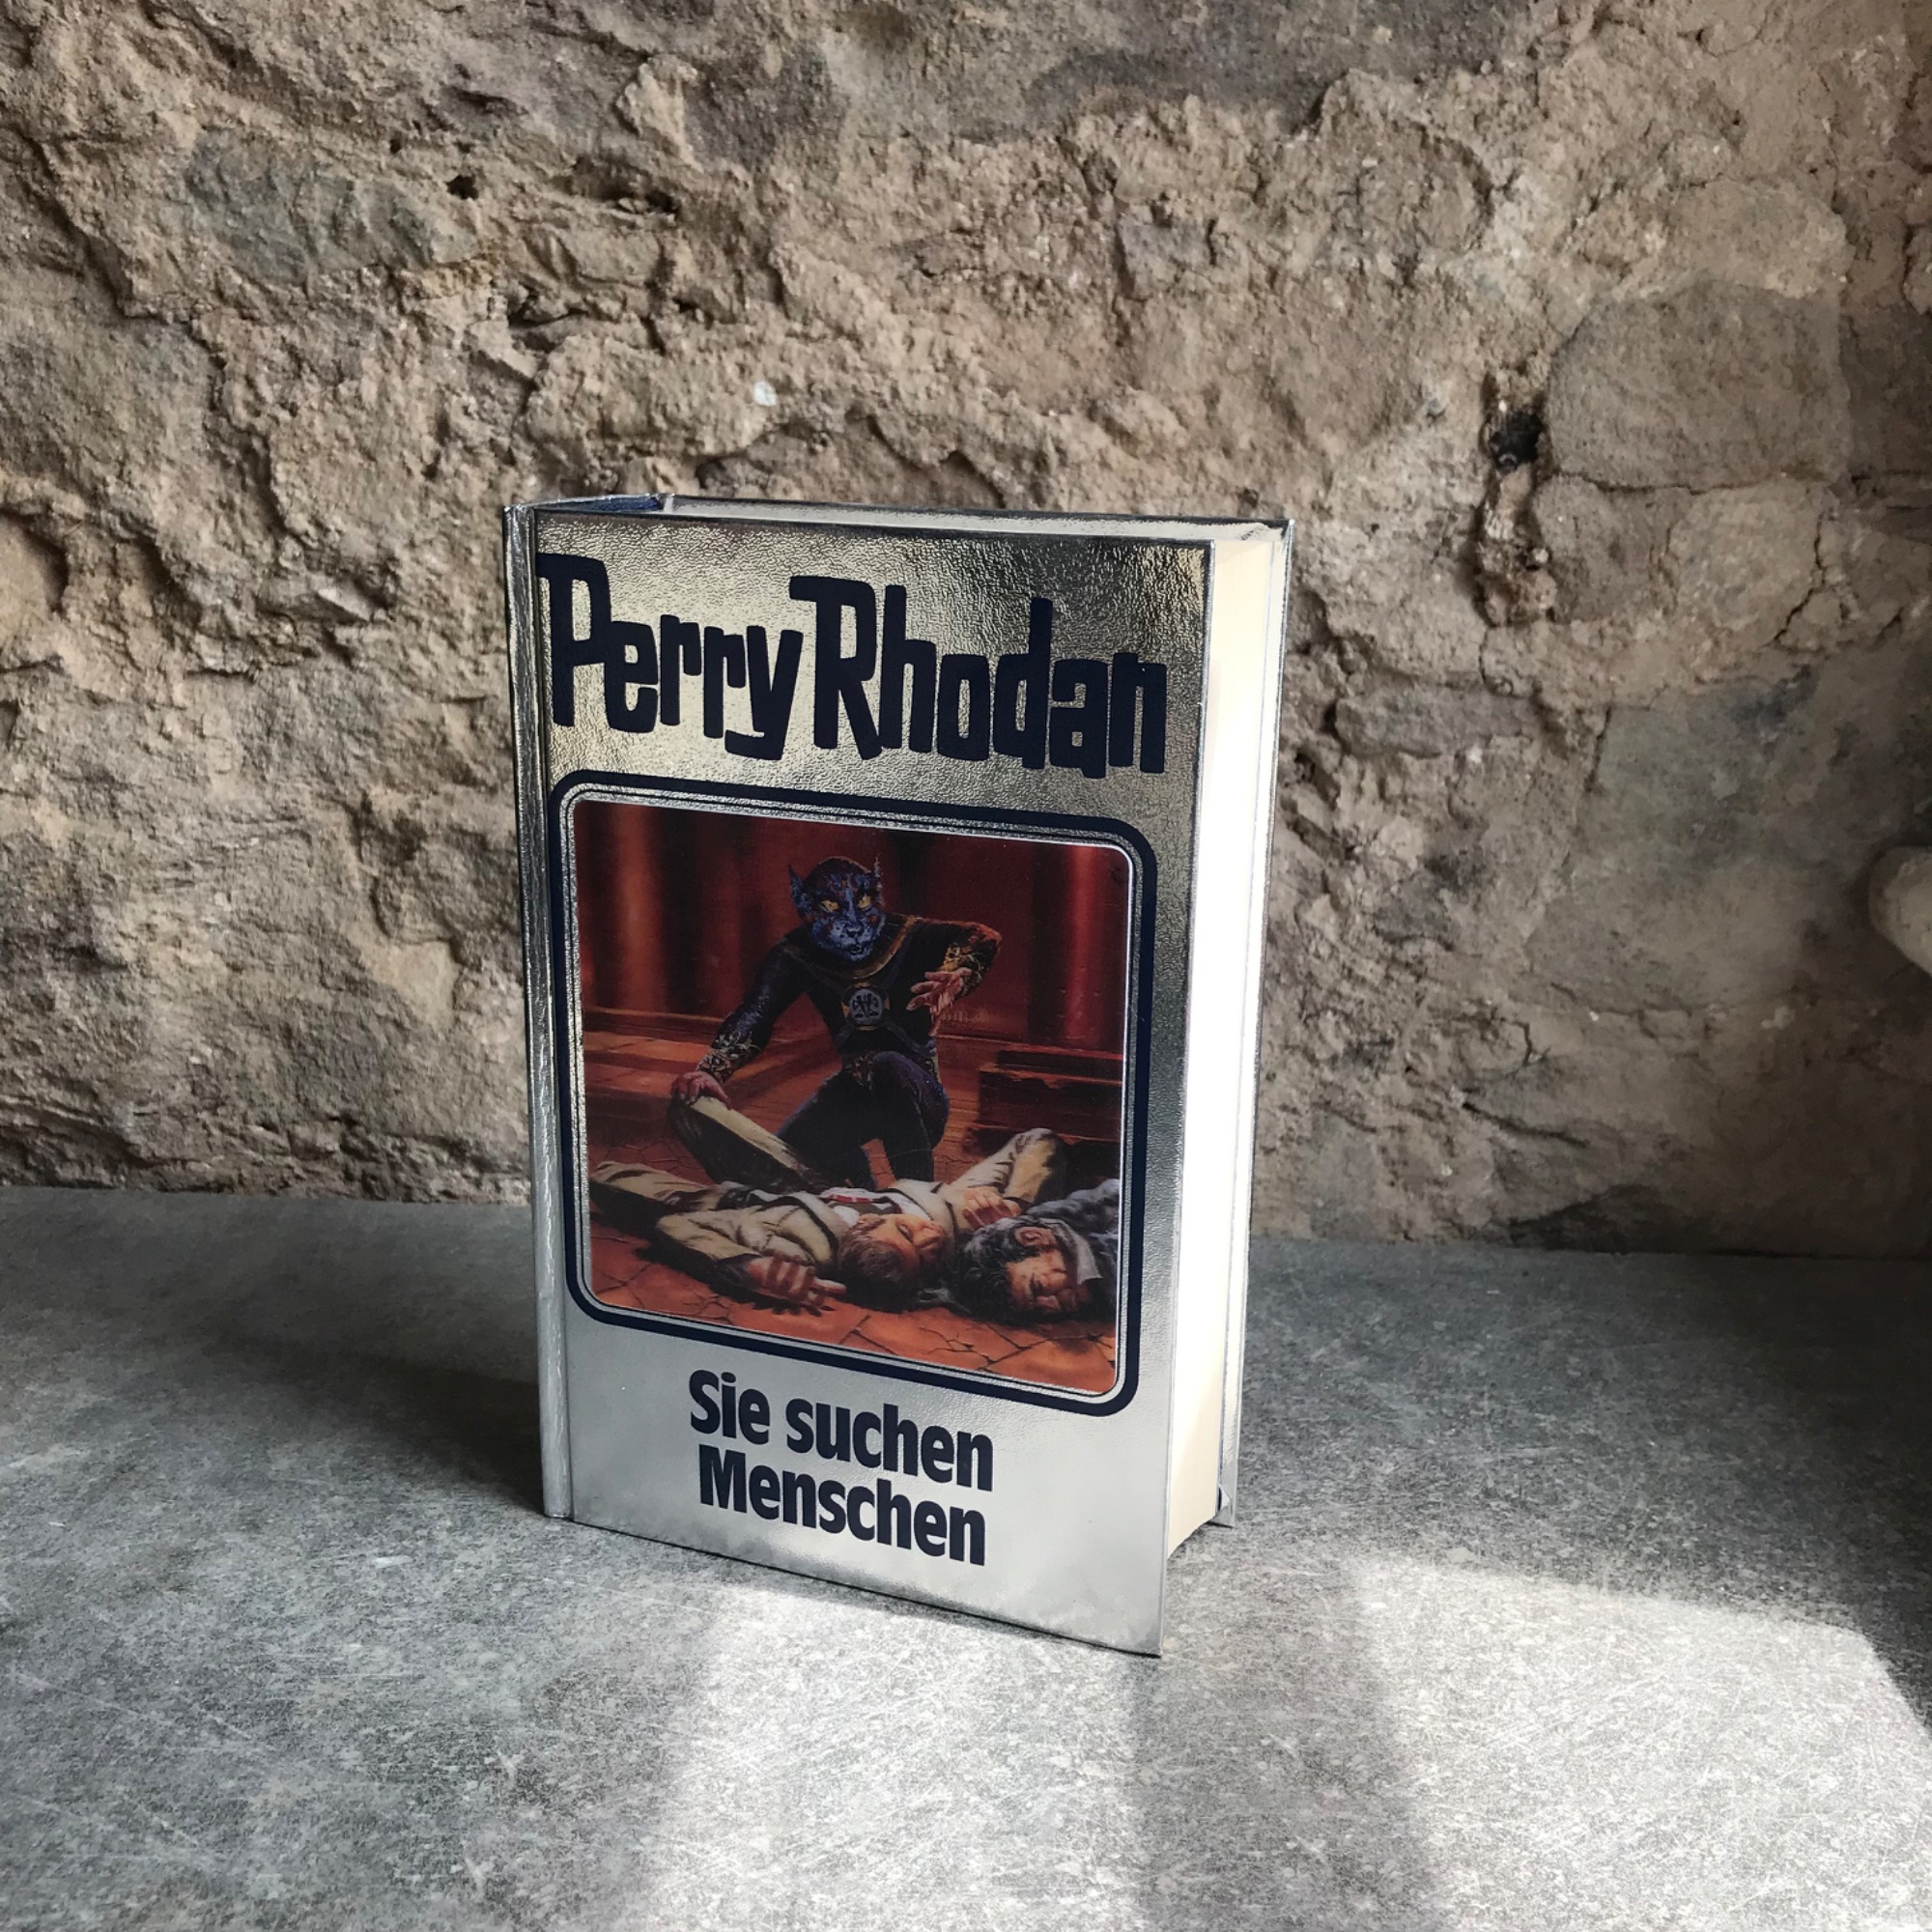 Perry Rhodan
Sie suchen
Menschen